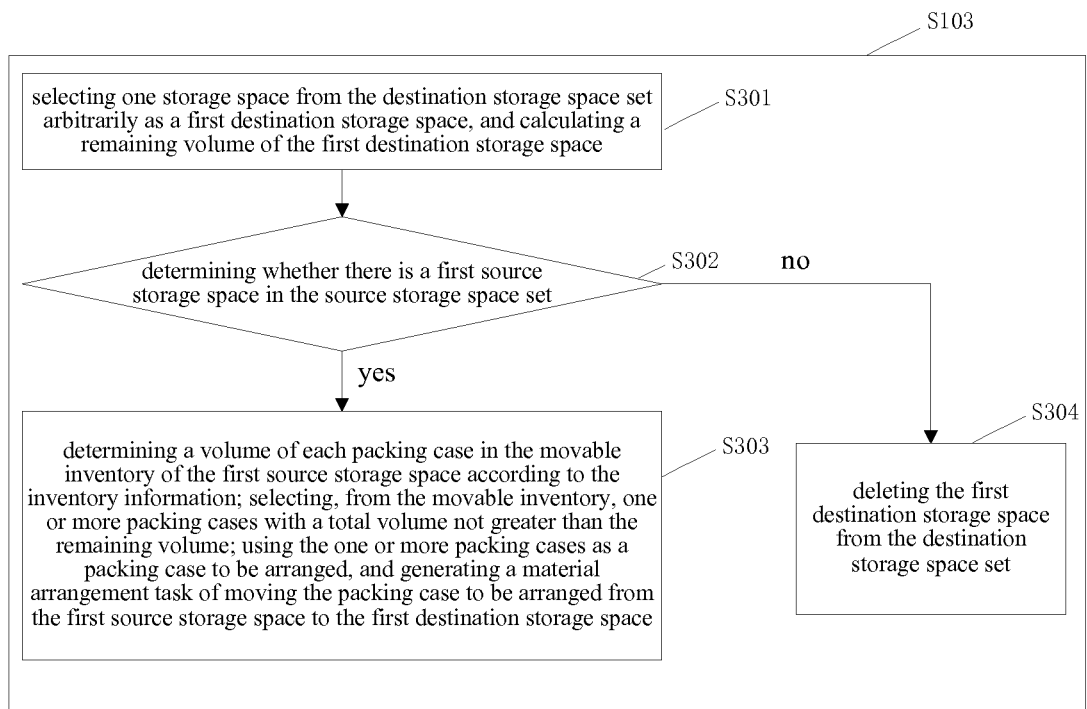 S103
selecting one storage space from the destination storage space set
arbitrarily as a first destination storage space, and calculating a
remaining volume of the first destination storage space
S301
determining whether there is a first source
storage space in the source storage space set
S302
no
yes
determining a volume of each packing case in the movable
inventory of the first source storage space according to the
inventory information; selecting, from the movable inventory, one
or more packing cases with a total volume not greater than the
remaining volume; using the one or more packing cases as a
packing case to be arranged, and generating a material
arrangement task of moving the packing case to be arranged from
the first source storage space to the first destination storage space
S303
S304
deleting the first
destination storage space
from the destination
storage space set